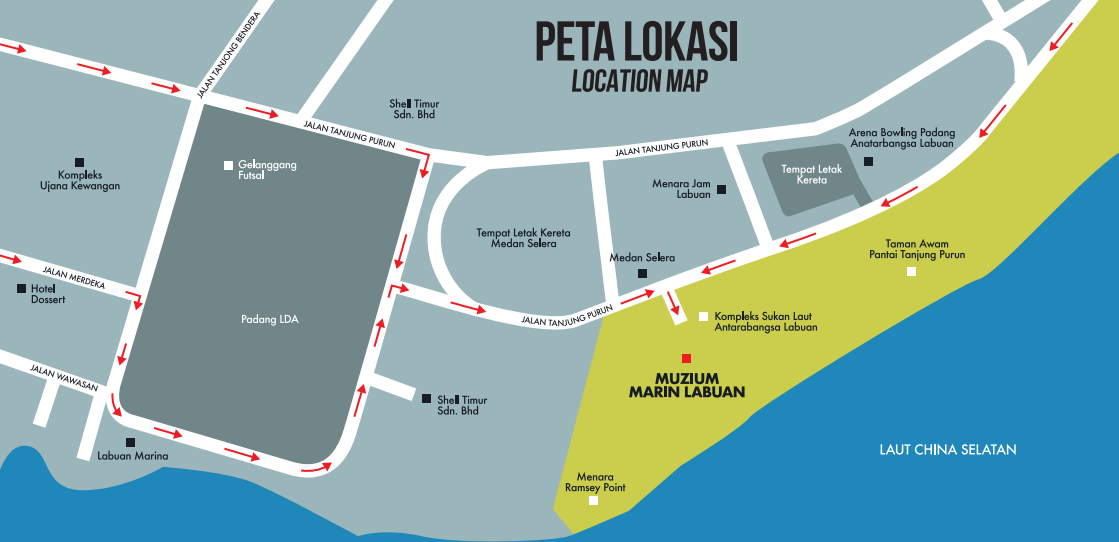 PETA LOKASI
LOCATION MAP
JALAN TANJONG BENDERA
Shell Timur
Sdn. Bhd
JALAN TANJUNG PURUN
JALAN TANJUNG PURUN
Arena Bowling Padang
Anatarbangsa Labuan
Gelanggang
Futsal
Kompleks
Ujana Kewangan
Tempat Letak
Kereta
Menara Jam
Labuan
Tempat Letak Kereta
Medan Selera
Medan Selera
Taman Awam
Pantai Tanjung Purun
JALAN MERDEKA
Hotel
Dossert
Padang LDA
JALAN TANJUNG PURUN
Kompleks Sukan Laut
Antarabangsa Labuan
JALAN WAWASAN
MUZIUM
MARIN LABUAN
Shell Timur
Sdn. Bhd
Labuan Marina
LAUT CHINA SELATAN
Menara
Ramsey Point